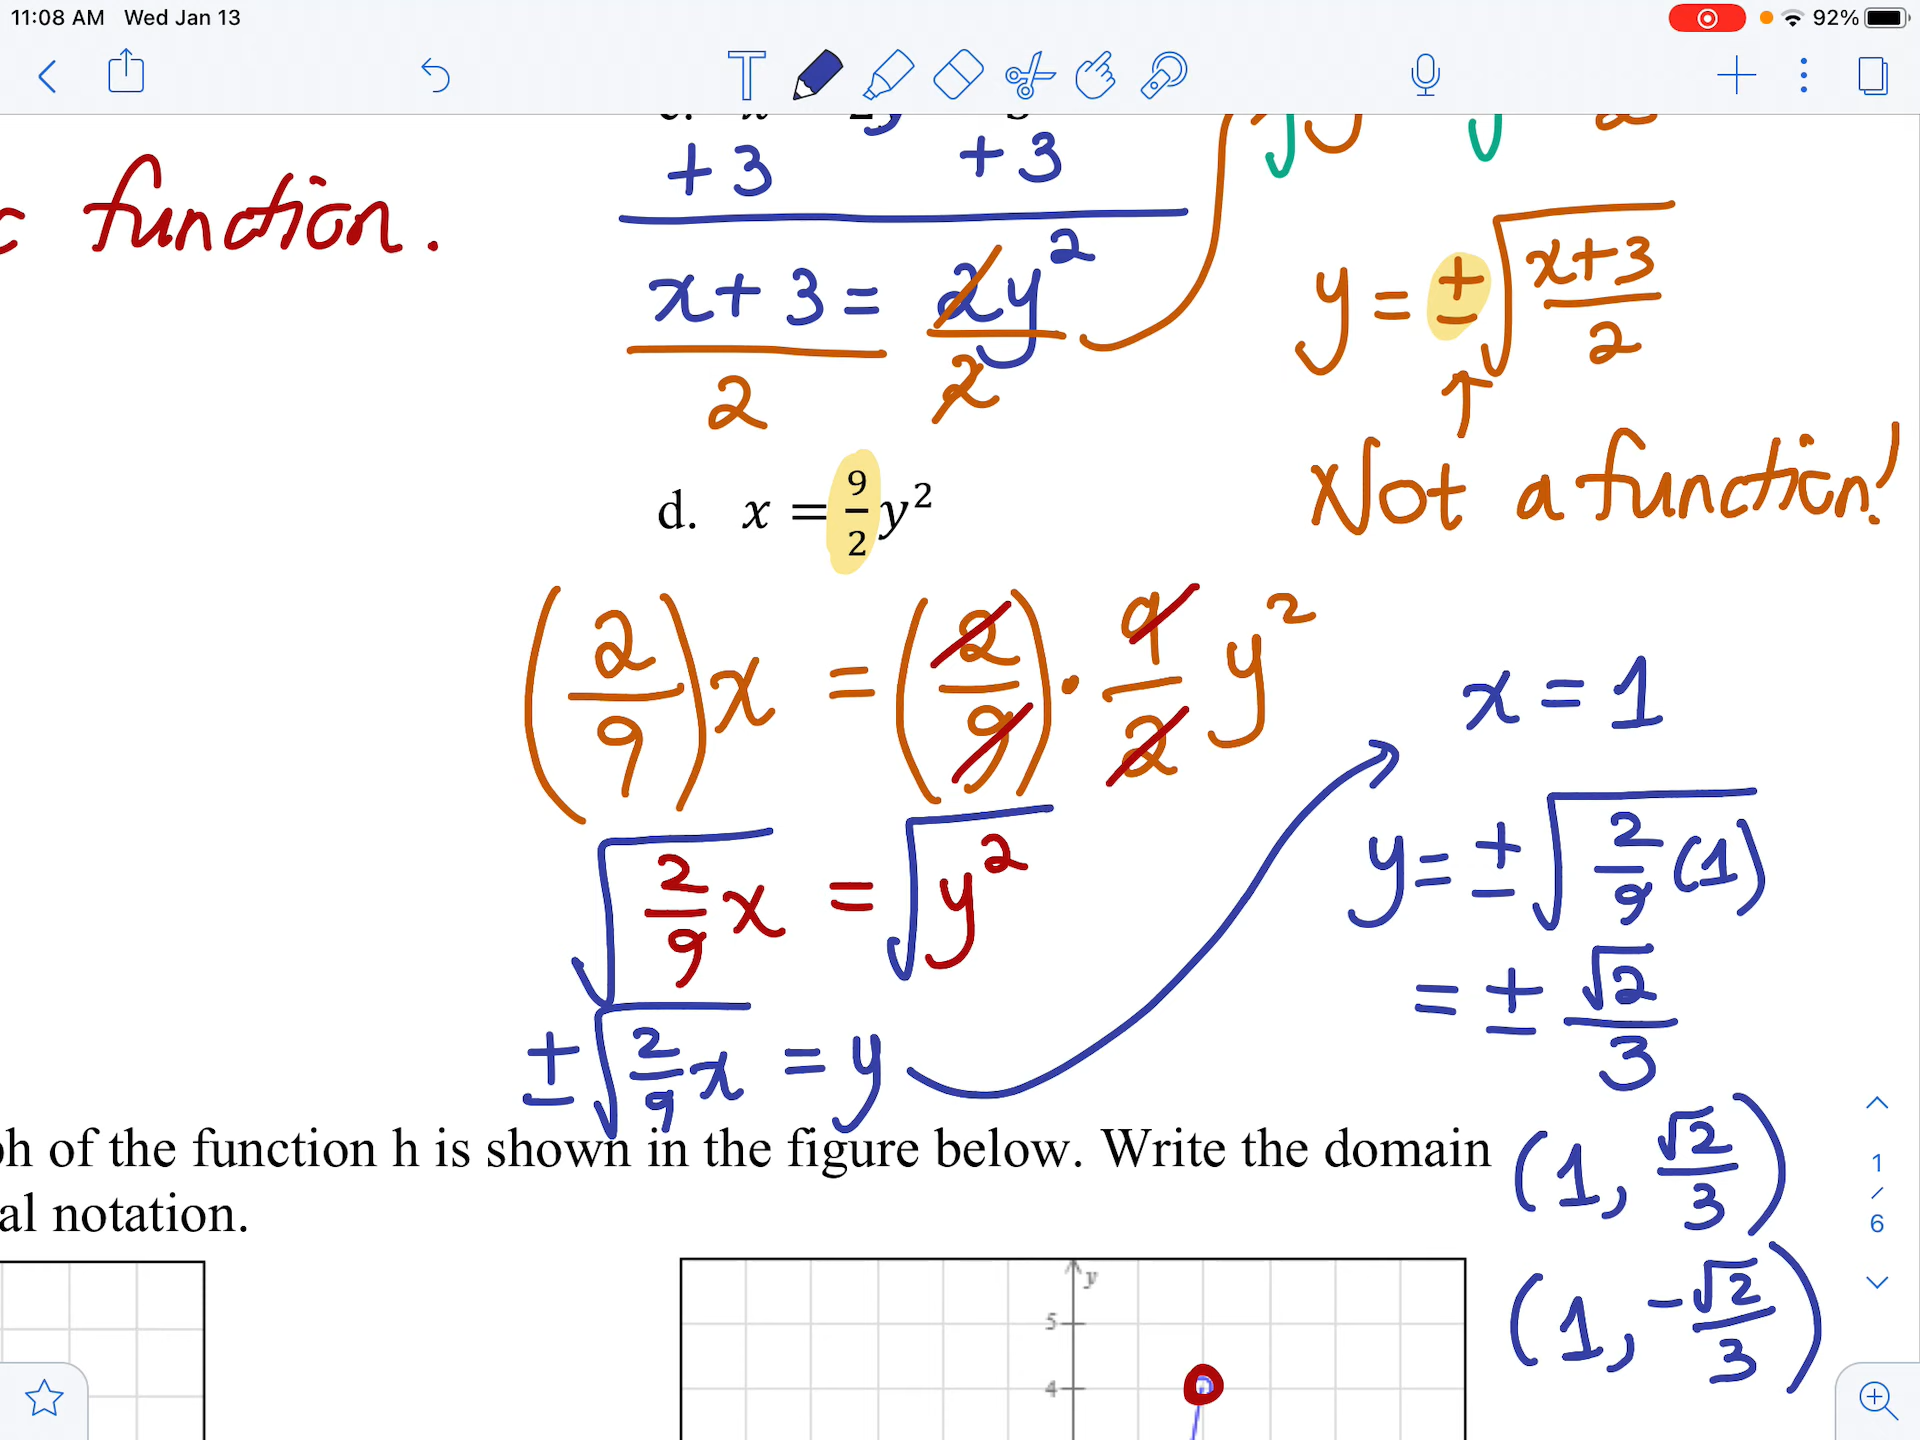 11:08 AM Wed Jan 13 92%
+3 +3
c function.
x+3 = 2y²
2 2
y = ± √((x+3)/2)
↑
Not a function!
d. x = 9/2 y²
(2/9)x = (2/9) · 9/2 y²
√(2/9 x) = √(y²)
± √(2/9 x) = y
x = 1
y = ± √(2/9 (1))
= ± √2/3
(1, √2/3)
(1, -√2/3)
ph of the function h is shown in the figure below. Write the domain
al notation.
1 / 6
y
5
4